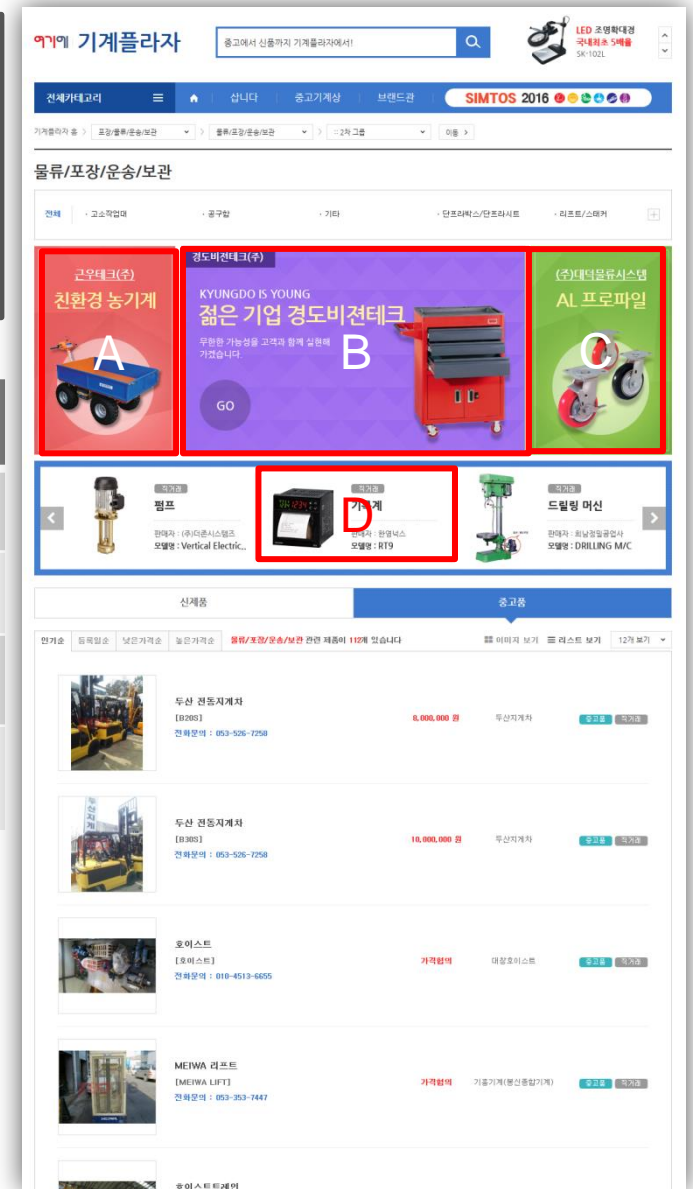 여기에 기계플라자
중고에서 신품까지 기계플라자에서!
LED 조명확대경
국내최초 5배율
SK-102L
전체카테고리
삽니다
중고기계상
브랜드관
SIMTOS 2016
기계플라자 홈 > 포장/물류/운송/보관 > 물류/포장/운송/보관 > :: 2차 그룹 이동 >
물류/포장/운송/보관
전체
· 고소작업대
· 공구함
· 기타
· 단프라박스/단프라시트
· 리프트/스태커
근우테크(주)
친환경 농기계
A
경도비젼테크(주)
KYUNGDO IS YOUNG
젊은 기업 경도비젼테크
무한한 가능성을 고객과 함께 실현해
가겠습니다.
GO
B
(주)대덕물류시스템
AL 프로파일
C
직거래
펌프
판매자 : (주)더존시스템즈
모델명 : Vertical Electric..
직거래
D
판매자 : 한영넉스
모델명 : RT9
직거래
드릴링 머신
판매자 : 회남정밀공업사
모델명 : DRILLING M/C
신제품
중고품
인기순
등록일순
낮은가격순
높은가격순
물류/포장/운송/보관 관련 제품이 112개 있습니다
이미지 보기
리스트 보기
12개 보기
두산 전동지게차
[B20S]
전화문의 : 053-526-7258
8,000,000 원
두산지게차
중고품 직거래
두산 전동지게차
[B30S]
전화문의 : 053-526-7258
10,000,000 원
두산지게차
중고품 직거래
호이스트
[호이스트]
전화문의 : 010-4513-6655
가격협의
대창호이스트
중고품 직거래
MEIWA 리프트
[MEIWA LIFT]
전화문의 : 053-353-7447
가격협의
기흥기계(봉신종합기계)
중고품 직거래